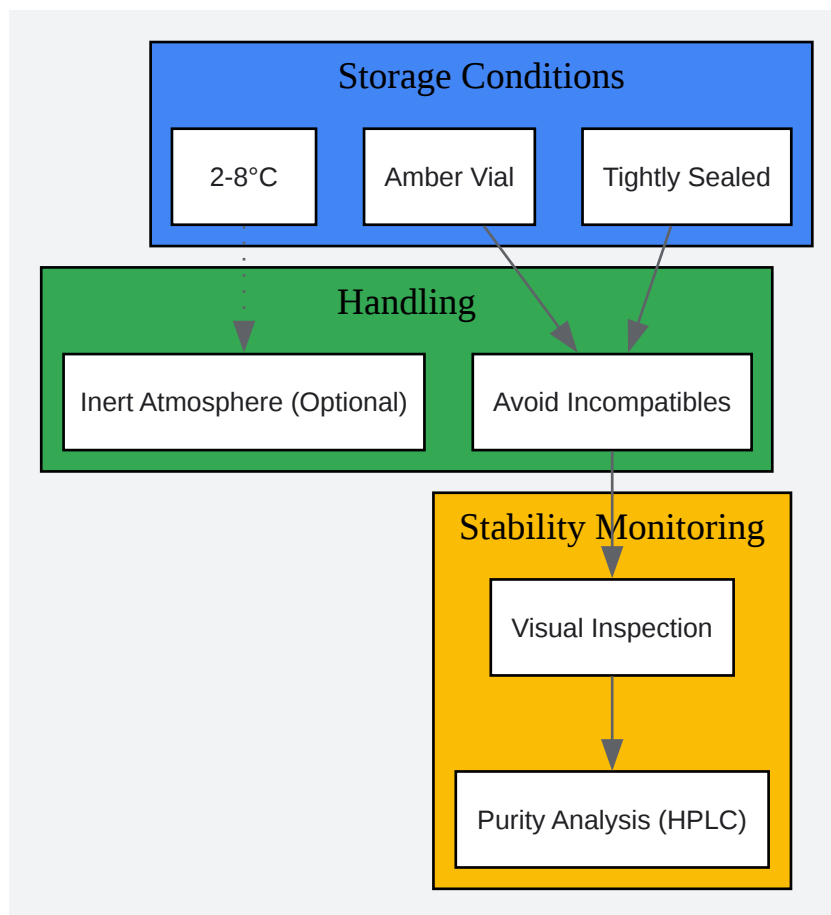 Storage Conditions
2-8°C
Amber Vial
Tightly Sealed
Handling
Inert Atmosphere (Optional)
Avoid Incompatibles
Stability Monitoring
Visual Inspection
Purity Analysis (HPLC)